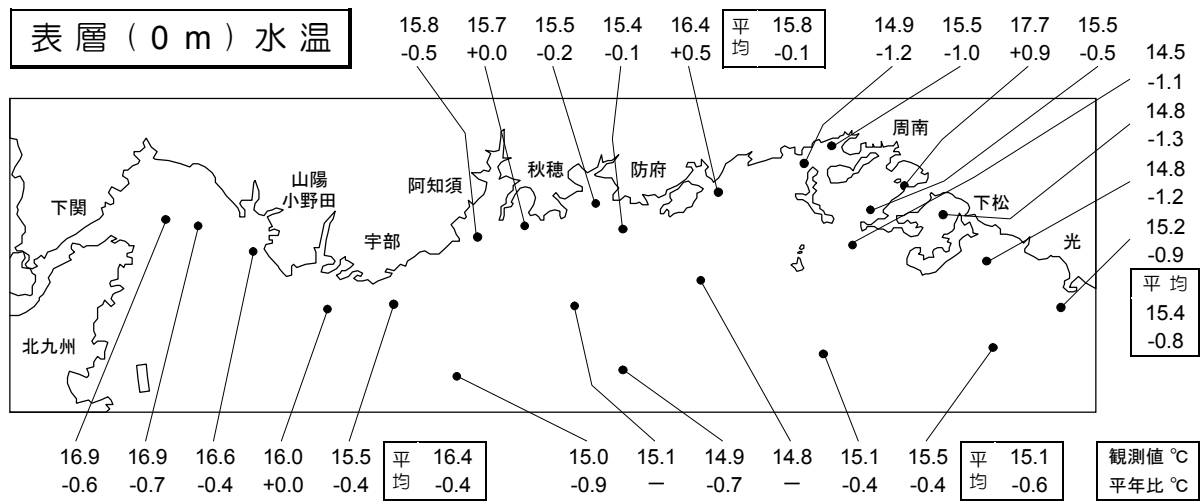 表層(0m)水温
15.8 15.7 15.5 15.4 16.4 平均 15.8 14.9 15.5 17.7 15.5
-0.5 +0.0 -0.2 -0.1 +0.5 -0.1 -1.2 -1.0 +0.9 -0.5
14.5
-1.1
14.8
-1.3
14.8
-1.2
15.2
-0.9
平均
15.4
-0.8
周南
秋穂
防府
山陽
小野田
阿知須
下関
下松
宇部
光
北九州
16.9 16.9 16.6 16.0 15.5 平均 16.4 15.0 15.1 14.9 14.8 15.1 15.5 平均 15.1 観測値 ℃
-0.6 -0.7 -0.4 +0.0 -0.4 -0.4 -0.9 － -0.7 － -0.4 -0.4 -0.6 平年比 ℃